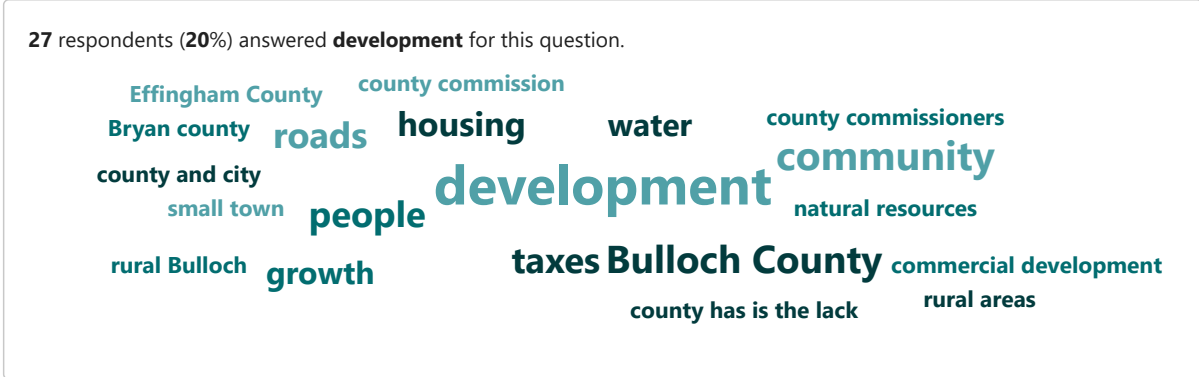 27 respondents (20%) answered development for this question.
Effingham County
county commission
Bryan county
roads
housing
water
county commissioners
community
county and city
development
small town
people
natural resources
rural Bulloch
growth
taxes
Bulloch County
commercial development
rural areas
county has is the lack